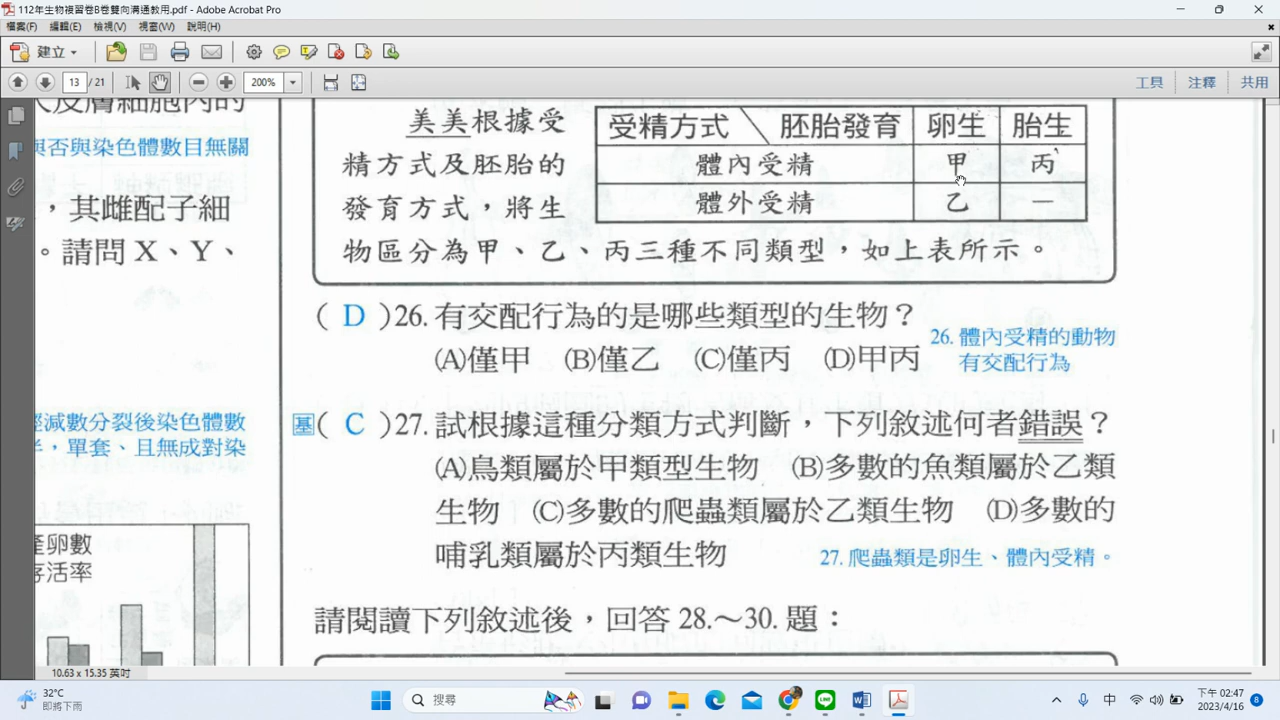 112年生物複習卷B卷雙向溝通教用.pdf - Adobe Acrobat Pro
檔案(F) 編輯(E) 檢視(V) 視窗(W) 說明(H)
建立
13 / 21 200% 工具 注釋 共用
皮膚細胞內的
與否與染色體數目無關
，其雌配子細
。請問 X、Y、
減數分裂後染色體數
，單套、且無成對染
產卵數
存活率
美美根據受
精方式及胚胎的
發育方式，將生
物區分為甲、乙、丙三種不同類型，如上表所示。
受精方式 \ 胚胎發育 卵生 胎生
體內受精 甲 丙
體外受精 乙 —
( D )26. 有交配行為的是哪些類型的生物？
(A)僅甲 (B)僅乙 (C)僅丙 (D)甲丙
26. 體內受精的動物
有交配行為
基( C )27. 試根據這種分類方式判斷，下列敘述何者錯誤？
(A)鳥類屬於甲類型生物 (B)多數的魚類屬於乙類
生物 (C)多數的爬蟲類屬於乙類生物 (D)多數的
哺乳類屬於丙類生物
27. 爬蟲類是卵生、體內受精。
請閱讀下列敘述後，回答 28.～30. 題：
10.63 x 15.35 英吋
32°C
即將下雨
搜尋
中
下午 02:47
2023/4/16
8